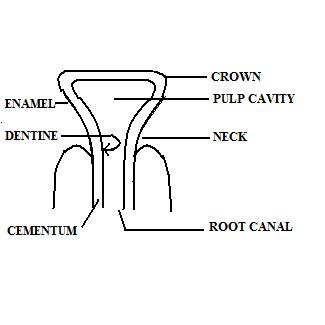 CROWN
ENAMEL
PULP CAVITY
DENTINE
NECK
CEMENTUM
ROOT CANAL